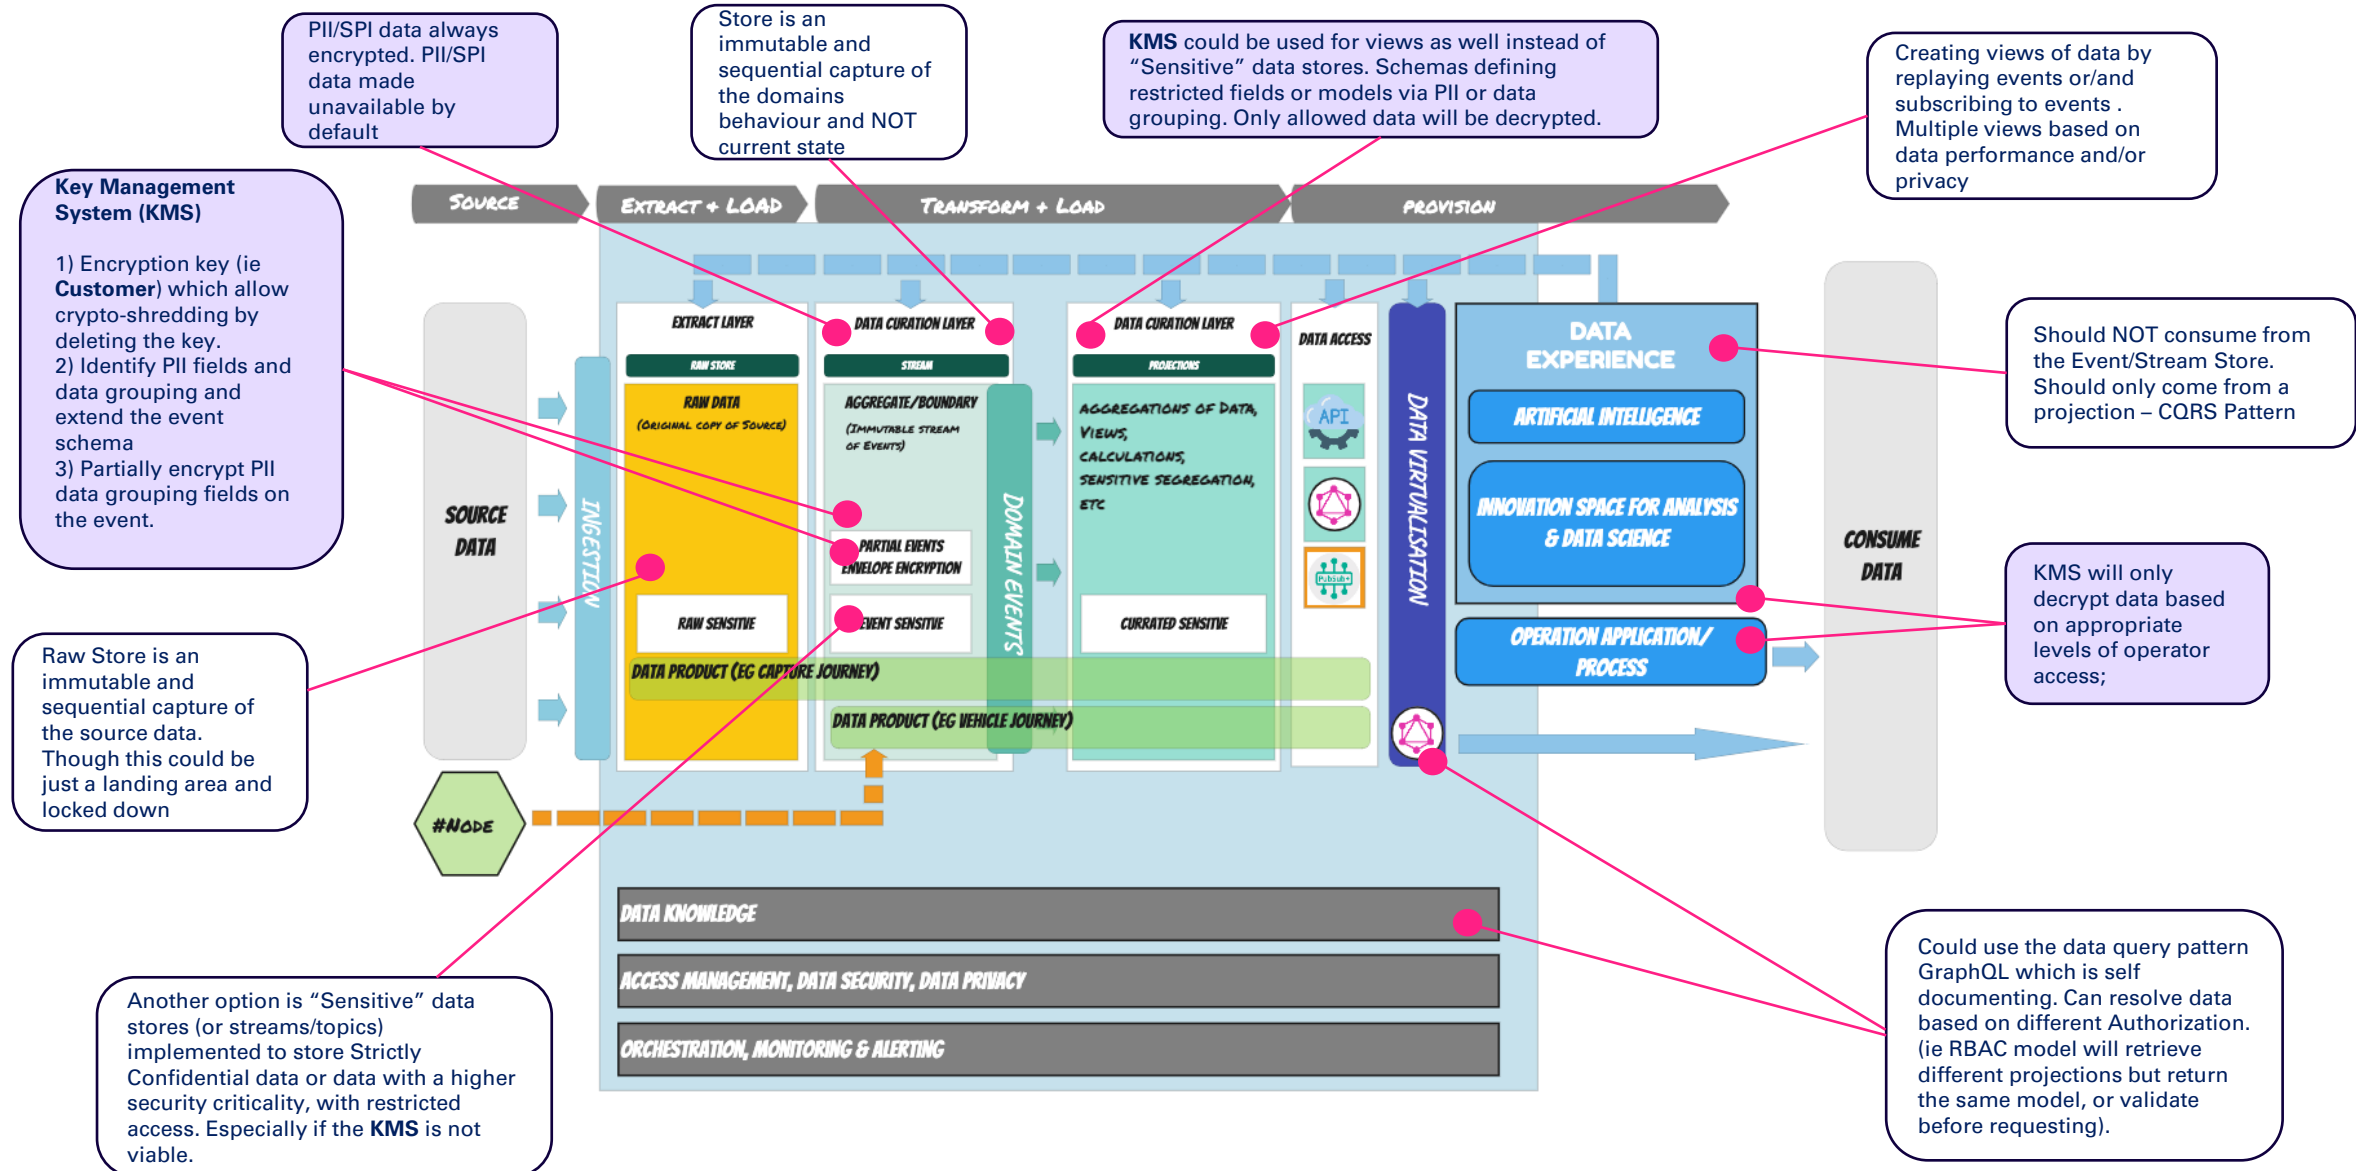 PII/SPI data always
encrypted. PII/SPI
data made
unavailable by
default
Store is an
immutable and
sequential capture of
the domains
behaviour and NOT
current state
KMS could be used for views as well instead of
“Sensitive” data stores. Schemas defining
restricted fields or models via PII or data
grouping. Only allowed data will be decrypted.
Creating views of data by
replaying events or/and
subscribing to events .
Multiple views based on
data performance and/or
privacy
Key Management
System (KMS)
1) Encryption key (ie
Customer) which allow
crypto-shredding by
deleting the key.
2) Identify PII fields and
data grouping and
extend the event
schema
3) Partially encrypt PII
data grouping fields on
the event.
SOURCE
EXTRACT + LOAD
TRANSFORM + LOAD
PROVISION
SOURCE
DATA
INGESTION
EXTRACT LAYER
RAW STORE
RAW DATA
(ORIGINAL COPY OF SOURCE)
RAW SENSITIVE
DATA CURATION LAYER
STREAM
AGGREGATE/BOUNDARY
(IMMUTABLE STREAM
OF EVENTS)
PARTIAL EVENTS
ENVELOPE ENCRYPTION
EVENT SENSITIVE
DOMAIN EVENTS
DATA CURATION LAYER
PROJECTIONS
AGGREGATIONS OF DATA,
VIEWS,
CALCULATIONS,
SENSITIVE SEGREGATION,
ETC
CURRATED SENSITIVE
DATA ACCESS
API
PubSub+
DATA VIRTUALISATION
DATA
EXPERIENCE
ARTIFICIAL INTELLIGENCE
INNOVATION SPACE FOR ANALYSIS
& DATA SCIENCE
OPERATION APPLICATION/
PROCESS
CONSUME
DATA
DATA PRODUCT (EG CAPTURE JOURNEY)
DATA PRODUCT (EG VEHICLE JOURNEY)
#NODE
Should NOT consume from
the Event/Stream Store.
Should only come from a
projection – CQRS Pattern
KMS will only
decrypt data based
on appropriate
levels of operator
access;
Raw Store is an
immutable and
sequential capture of
the source data.
Though this could be
just a landing area and
locked down
DATA KNOWLEDGE
ACCESS MANAGEMENT, DATA SECURITY, DATA PRIVACY
ORCHESTRATION, MONITORING & ALERTING
Another option is “Sensitive” data
stores (or streams/topics)
implemented to store Strictly
Confidential data or data with a higher
security criticality, with restricted
access. Especially if the KMS is not
viable.
Could use the data query pattern
GraphQL which is self
documenting. Can resolve data
based on different Authorization.
(ie RBAC model will retrieve
different projections but return
the same model, or validate
before requesting).